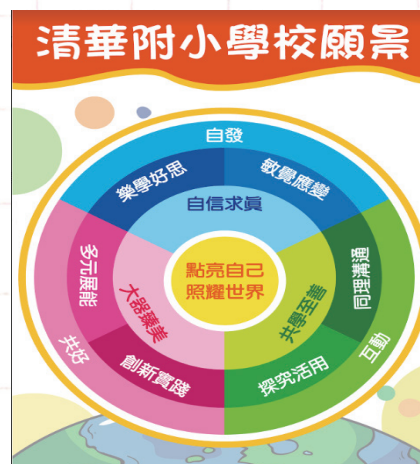 清華附小學校願景
自發
樂學好思
敏覺應變
自信求真
點亮自己
照耀世界
多元展能
大器臻美
共學至善
同理溝通
共好
創新實踐
探究活用
互動